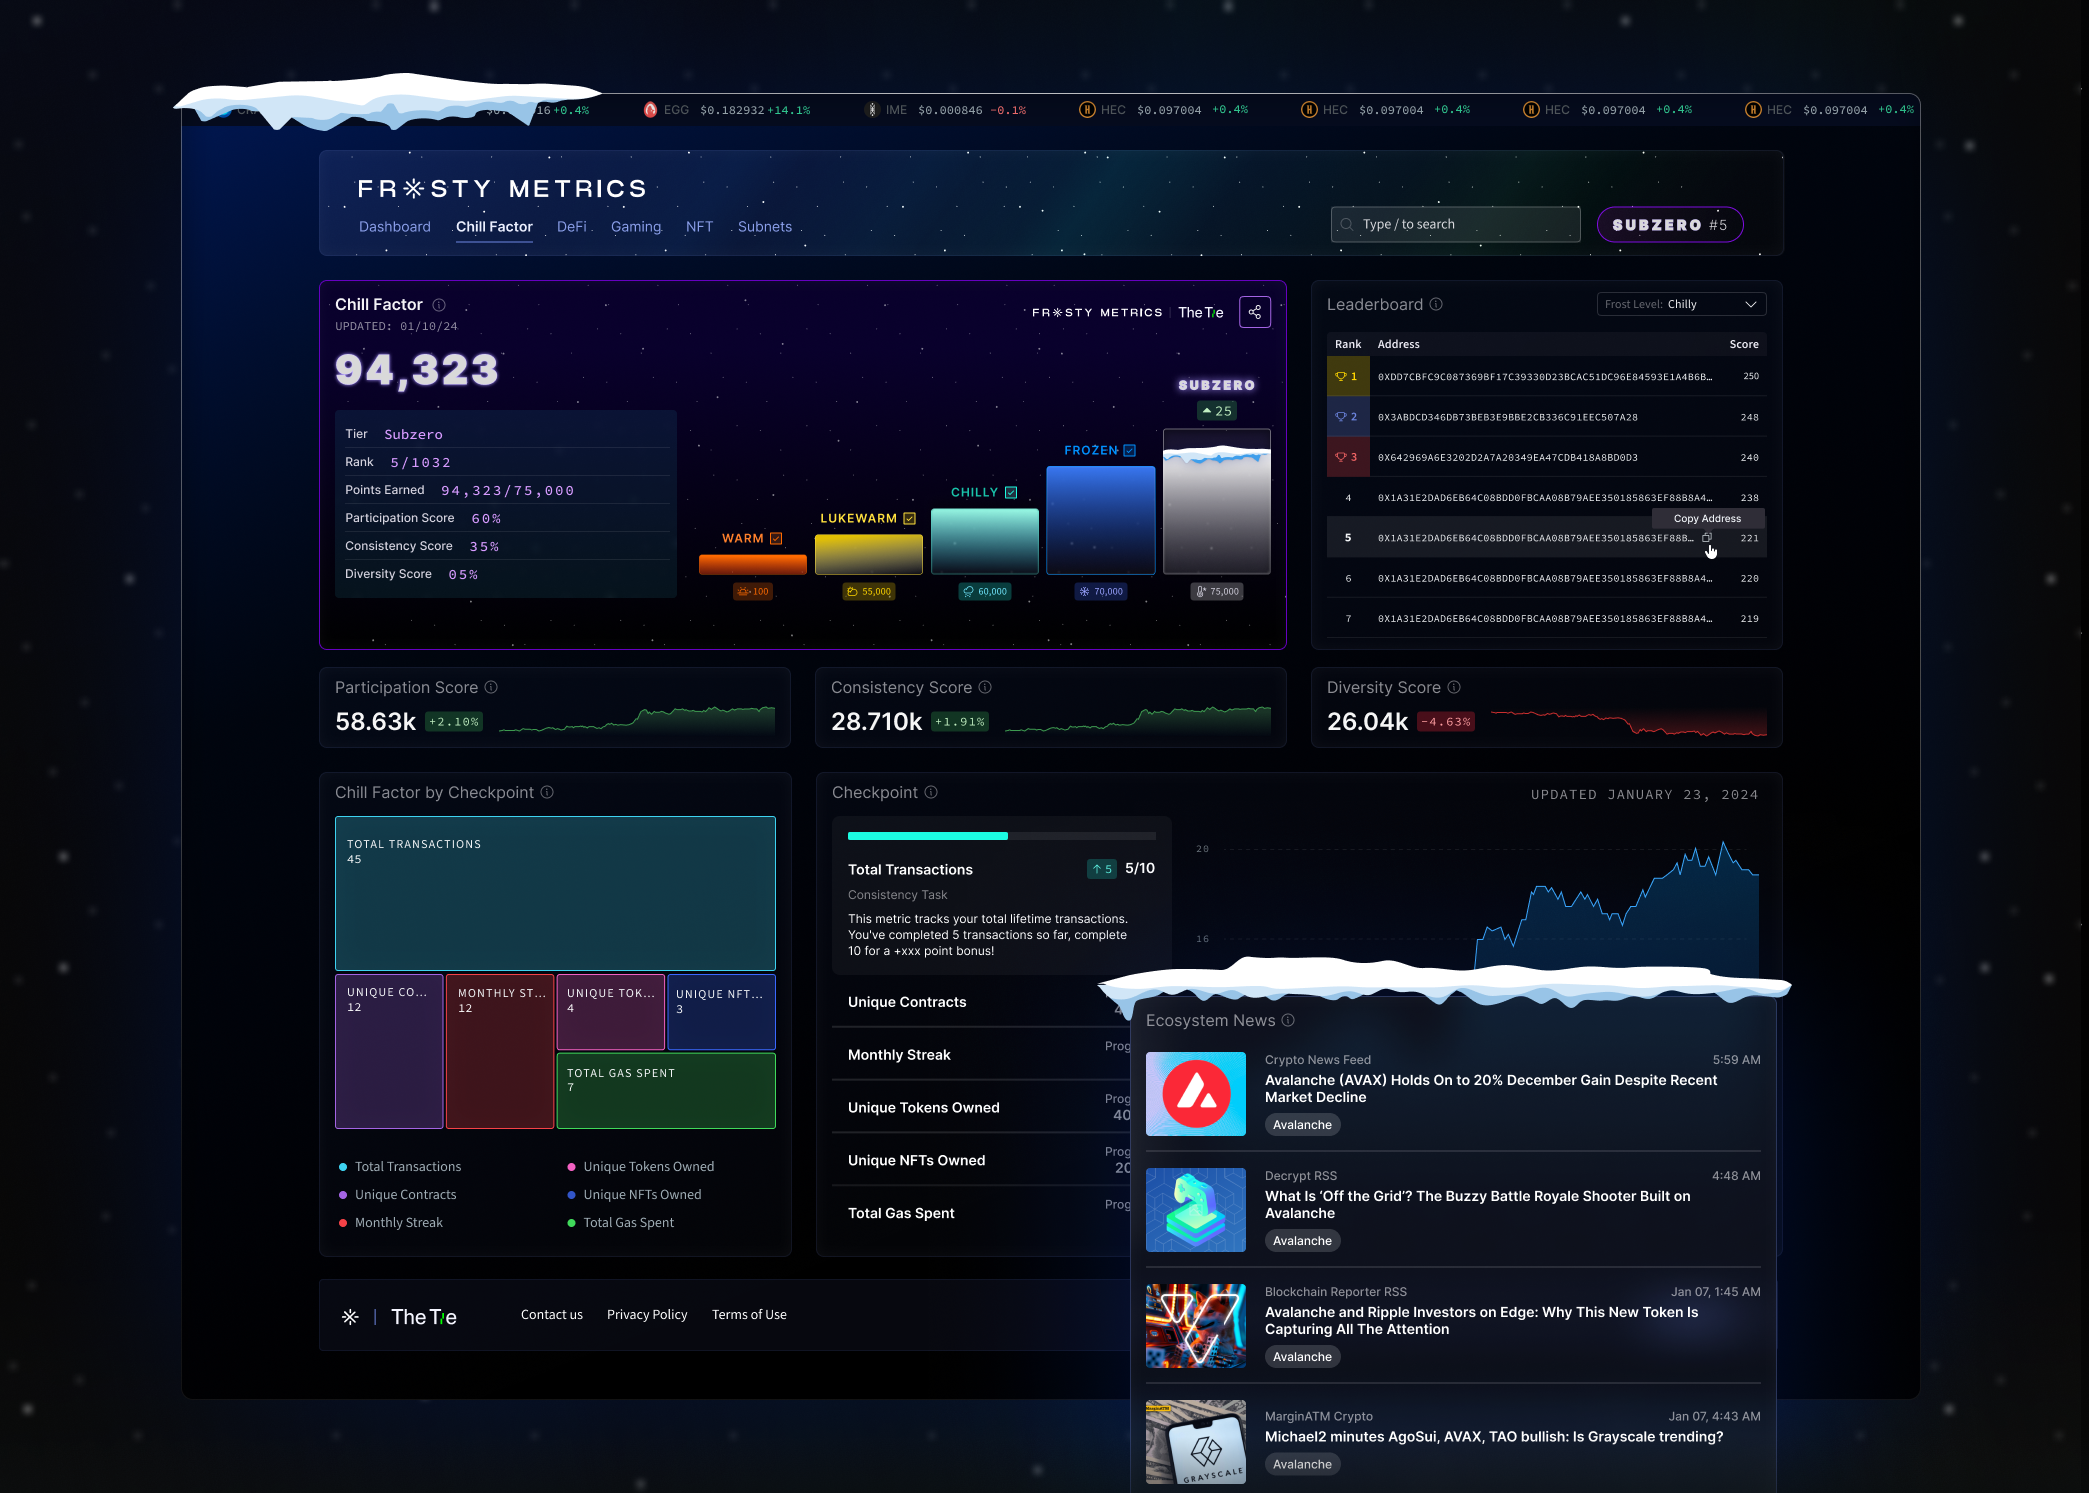 +0.4%
EGG $0.182932 +14.1%
IME $0.000846 -0.1%
HEC $0.097004 +0.4%
HEC $0.097004 +0.4%
HEC $0.097004 +0.4%
HEC $0.097004 +0.4%
FROSTY METRICS
Dashboard Chill Factor DeFi Gaming NFT Subnets
Type / to search
SUBZERO #5
Chill Factor
UPDATED: 01/10/24
FROSTY METRICS | The Tie
94,323
Tier Subzero
Rank 5/1032
Points Earned 94,323/75,000
Participation Score 60%
Consistency Score 35%
Diversity Score 05%
WARM
100
LUKEWARM
55,000
CHILLY
60,000
FROZEN
70,000
SUBZERO
25
75,000
Leaderboard
Frost Level: Chilly
Rank Address Score
1 0XDD7CBFC9C087369BF17C39330D23BCAC51DC96E84593E1A4B6B… 250
2 0X3ABDCD346DB73BEB3E9BBE2CB336C91EEC507A28 248
3 0X642969A6E3202D2A7A20349EA47CDB418A8BD0D3 240
4 0X1A31E2DAD6EB64C08BDD0FBCAA08B79AEE350185863EF88B8A4… 238
Copy Address
5 0X1A31E2DAD6EB64C08BDD0FBCAA08B79AEE350185863EF88B… 221
6 0X1A31E2DAD6EB64C08BDD0FBCAA08B79AEE350185863EF88B8A4… 220
7 0X1A31E2DAD6EB64C08BDD0FBCAA08B79AEE350185863EF88B8A4… 219
Participation Score
58.63k +2.10%
Consistency Score
28.710k +1.91%
Diversity Score
26.04k -4.63%
Chill Factor by Checkpoint
TOTAL TRANSACTIONS
45
UNIQUE CO...
12
MONTHLY ST...
12
UNIQUE TOK...
4
UNIQUE NFT...
3
TOTAL GAS SPENT
7
Total Transactions
Unique Contracts
Monthly Streak
Unique Tokens Owned
Unique NFTs Owned
Total Gas Spent
Checkpoint
UPDATED JANUARY 23, 2024
Total Transactions 5 5/10
Consistency Task
This metric tracks your total lifetime transactions.
You've completed 5 transactions so far, complete
10 for a +xxx point bonus!
20
16
Unique Contracts
Monthly Streak Prog
Unique Tokens Owned Prog
40
Unique NFTs Owned Prog
20
Total Gas Spent Prog
Ecosystem News
Crypto News Feed 5:59 AM
Avalanche (AVAX) Holds On to 20% December Gain Despite Recent
Market Decline
Avalanche
Decrypt RSS 4:48 AM
What Is ‘Off the Grid’? The Buzzy Battle Royale Shooter Built on
Avalanche
Avalanche
Blockchain Reporter RSS Jan 07, 1:45 AM
Avalanche and Ripple Investors on Edge: Why This New Token Is
Capturing All The Attention
Avalanche
MarginATM Crypto Jan 07, 4:43 AM
Michael2 minutes AgoSui, AVAX, TAO bullish: Is Grayscale trending?
Avalanche
GRAYSCALE
The Tie
Contact us Privacy Policy Terms of Use